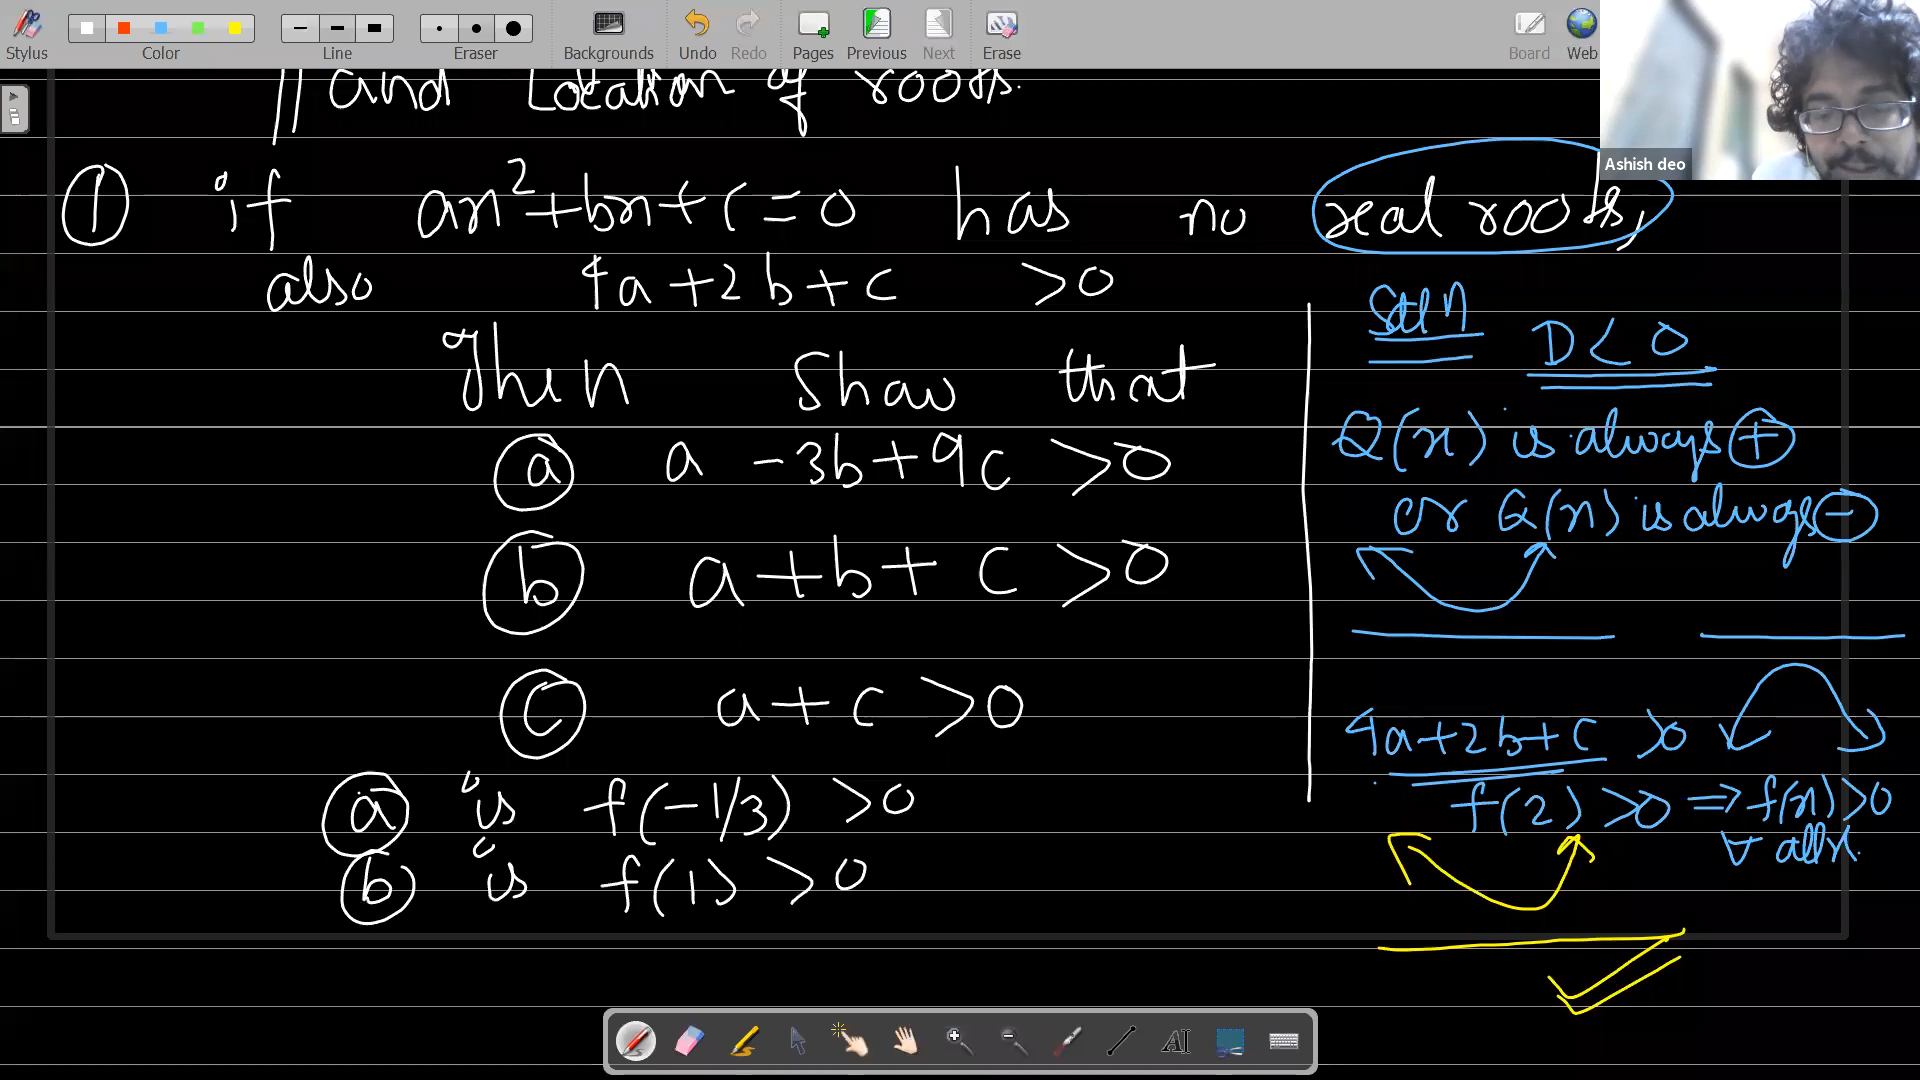 Stylus Color Line Eraser Backgrounds Undo Redo Pages Previous Next Erase Board Web
and Location of roots.
Ashish deo
① if ax²+bx+c=0 has no real roots,
also 4a+2b+c >0
Then Show that
ⓐ a -3b+9c >0
ⓑ a+b+c >0
ⓒ a+c >0
ⓐ is f(-1/3) >0
ⓑ is f(1) >0
Solⁿ D<0
Q(x) is always ⊕
or Q(x) is always ⊖
4a+2b+c >0
f(2) >0 ⇒ f(x) >0
∀ all x.
AI